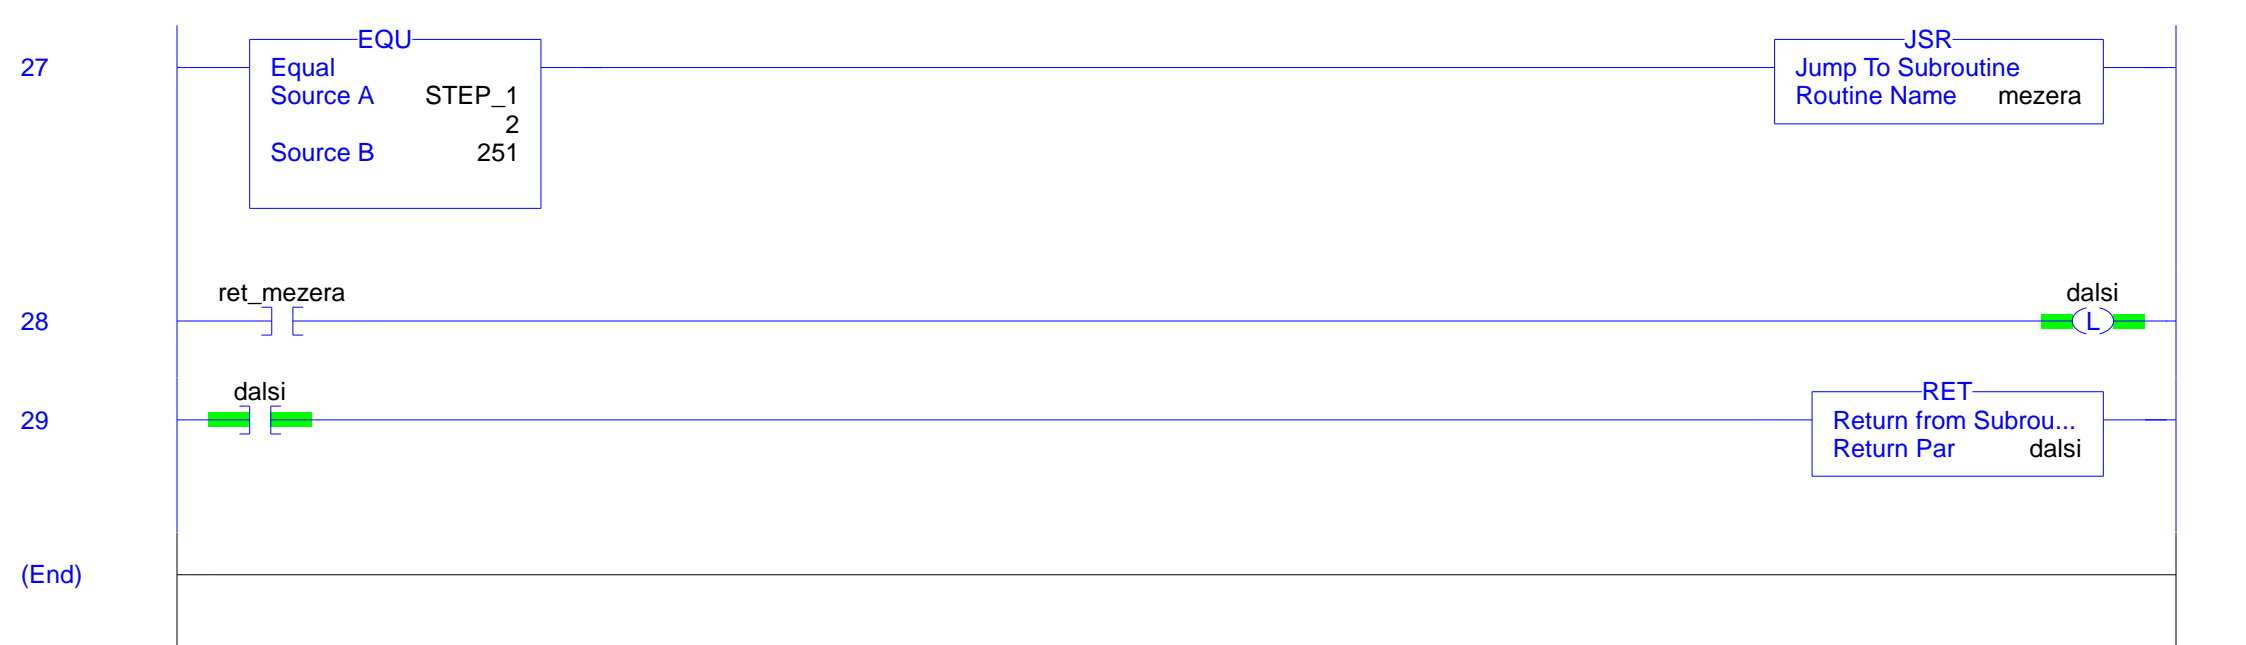 EQU
JSR
27
Equal
Jump To Subroutine
Source A STEP_1
Routine Name mezera
2
Source B 251
ret_mezera
dalsi
28
L
dalsi
RET
29
Return from Subrou...
Return Par dalsi
(End)